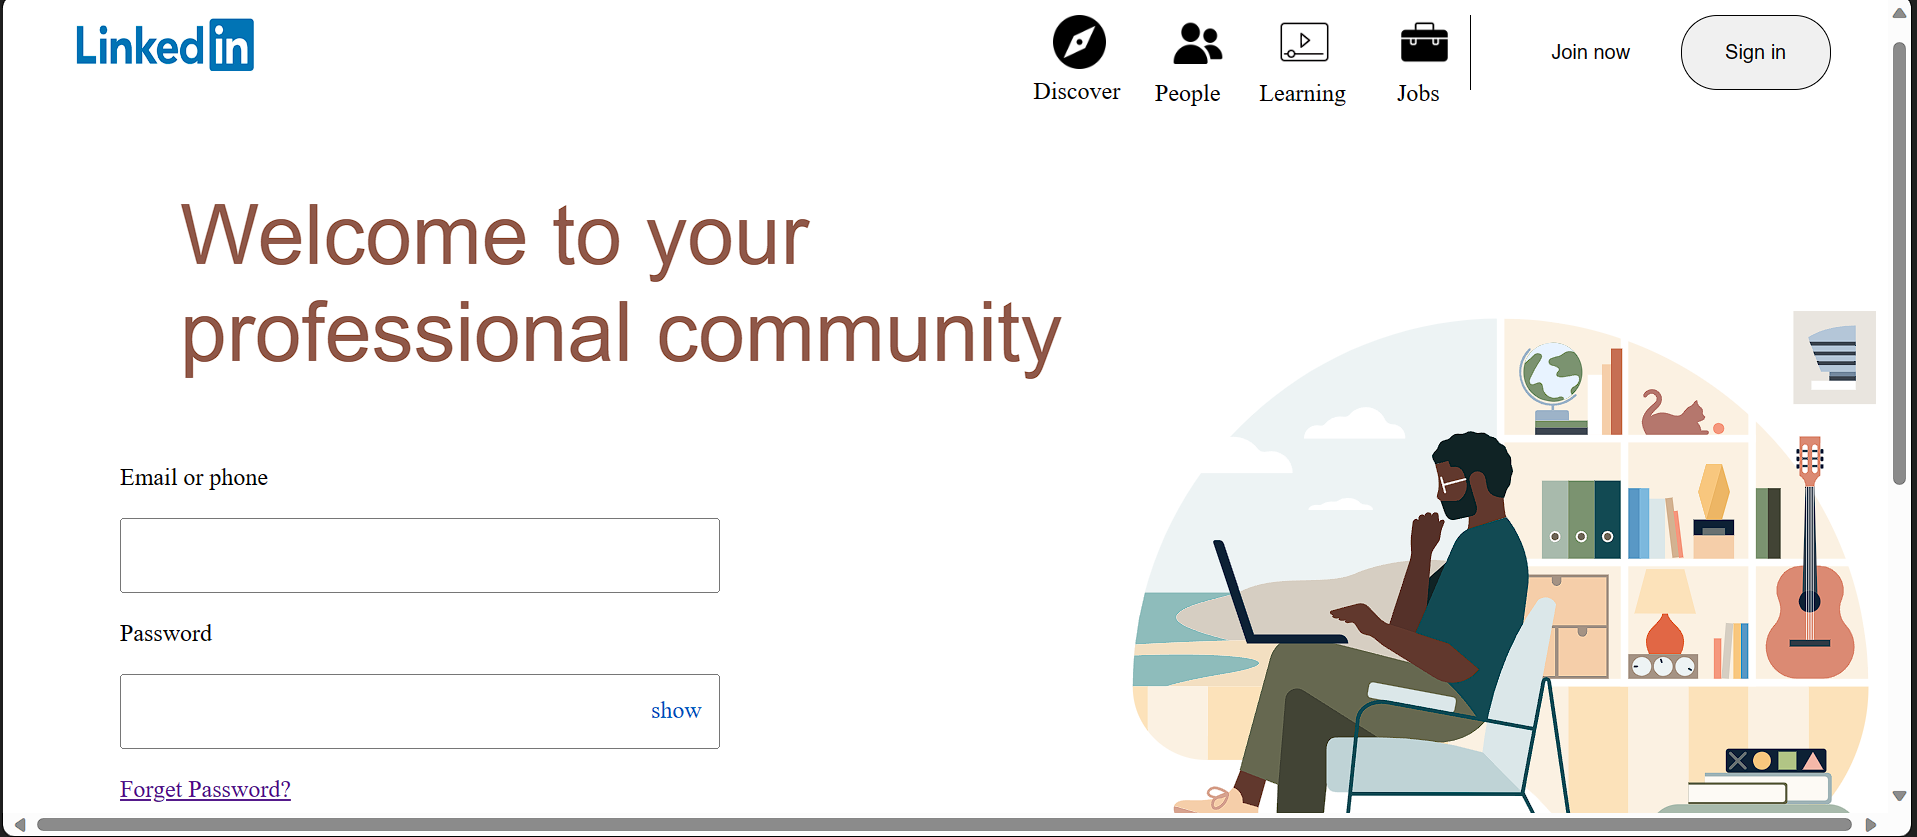 Linkedin
Discover
People
Learning
Jobs
Join now
Sign in
Welcome to your
professional community
Email or phone
Password
show
Forget Password?